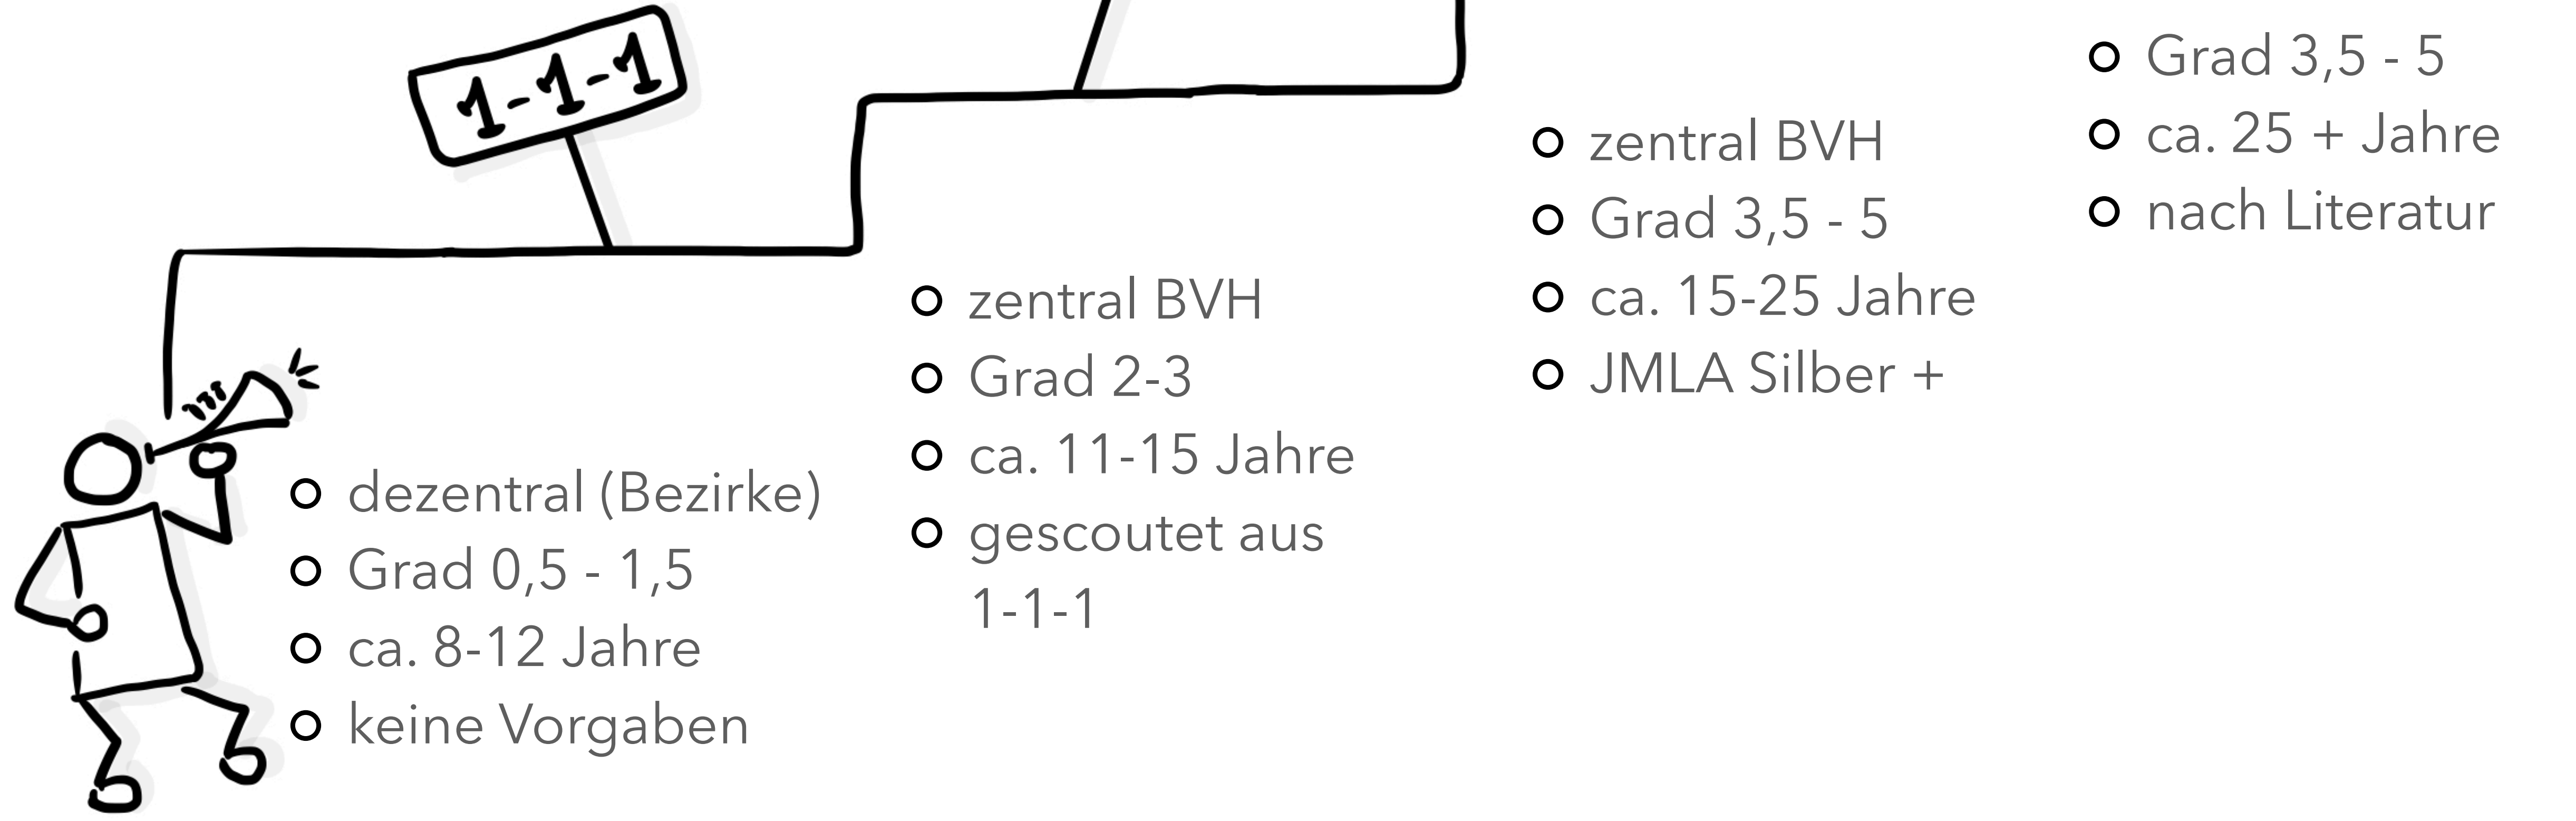 1-1-1
dezentral (Bezirke)
Grad 0,5 - 1,5
ca. 8-12 Jahre
keine Vorgaben
zentral BVH
Grad 2-3
ca. 11-15 Jahre
gescoutet aus
1-1-1
zentral BVH
Grad 3,5 - 5
ca. 15-25 Jahre
JMLA Silber +
Grad 3,5 - 5
ca. 25 + Jahre
nach Literatur